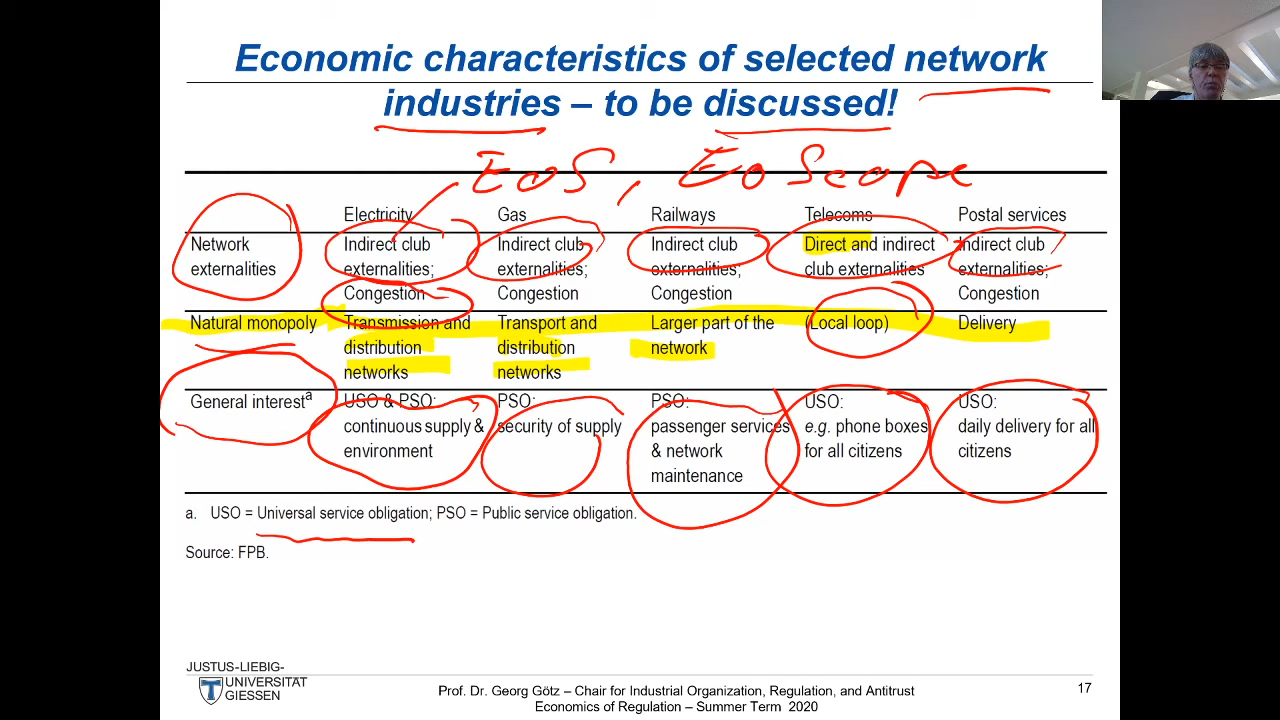 Economic characteristics of selected network
industries – to be discussed!
EoS, EoScope
Electricity Gas Railways Telecoms Postal services
Network Indirect club Indirect club Indirect club Direct and indirect Indirect club
externalities externalities; externalities; externalities; club externalities externalities;
Congestion Congestion Congestion Congestion
Natural monopoly Transmission and Transport and Larger part of the (Local loop) Delivery
distribution distribution network
networks networks
General interest a USO & PSO: PSO: PSO: USO: USO:
continuous supply & security of supply passenger services e.g. phone boxes daily delivery for all
environment & network for all citizens citizens
maintenance
a. USO = Universal service obligation; PSO = Public service obligation.
Source: FPB.
JUSTUS-LIEBIG-
UNIVERSITÄT
GIESSEN
Prof. Dr. Georg Götz – Chair for Industrial Organization, Regulation, and Antitrust
Economics of Regulation – Summer Term 2020
17